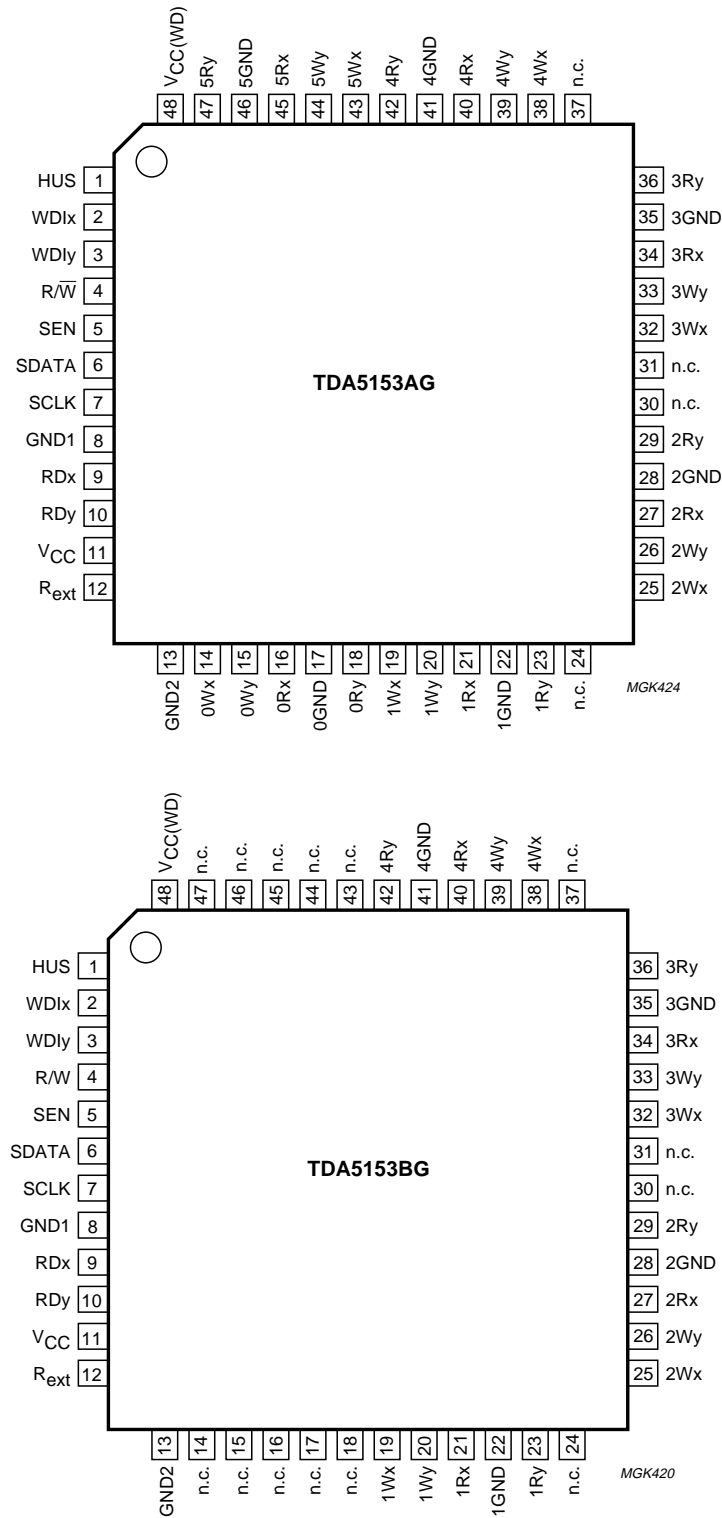 48 VCC(WD)
47 5Ry
46 5GND
45 5Rx
44 5Wy
43 5Wx
42 4Ry
41 4GND
40 4Rx
39 4Wy
38 4Wx
37 n.c.
HUS 1
WDIx 2
WDIy 3
R/W̅ 4
SEN 5
SDATA 6
SCLK 7
GND1 8
RDx 9
RDy 10
VCC 11
Rext 12
TDA5153AG
36 3Ry
35 3GND
34 3Rx
33 3Wy
32 3Wx
31 n.c.
30 n.c.
29 2Ry
28 2GND
27 2Rx
26 2Wy
25 2Wx
GND2 13
0Wx 14
0Wy 15
0Rx 16
0GND 17
0Ry 18
1Wx 19
1Wy 20
1Rx 21
1GND 22
1Ry 23
n.c. 24
MGK424
48 VCC(WD)
47 n.c.
46 n.c.
45 n.c.
44 n.c.
43 n.c.
42 4Ry
41 4GND
40 4Rx
39 4Wy
38 4Wx
37 n.c.
HUS 1
WDIx 2
WDIy 3
R/W 4
SEN 5
SDATA 6
SCLK 7
GND1 8
RDx 9
RDy 10
VCC 11
Rext 12
TDA5153BG
36 3Ry
35 3GND
34 3Rx
33 3Wy
32 3Wx
31 n.c.
30 n.c.
29 2Ry
28 2GND
27 2Rx
26 2Wy
25 2Wx
GND2 13
n.c. 14
n.c. 15
n.c. 16
n.c. 17
n.c. 18
1Wx 19
1Wy 20
1Rx 21
1GND 22
1Ry 23
n.c. 24
MGK420